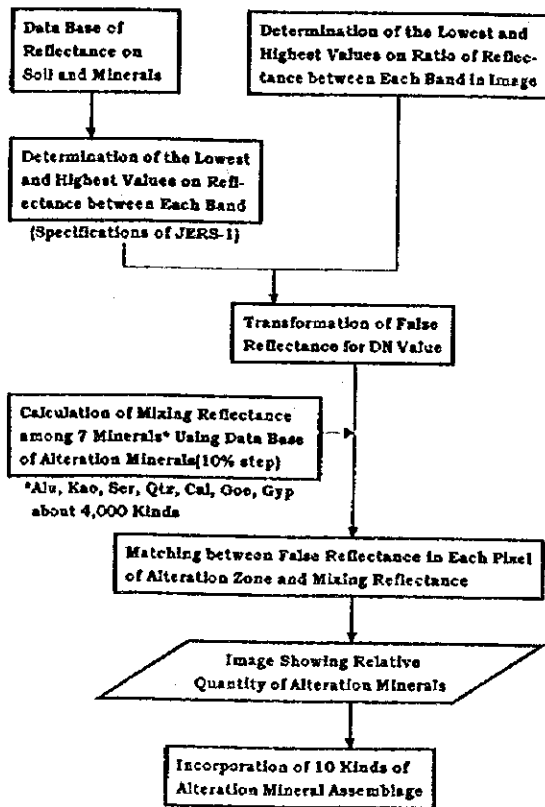 Data Base of
Reflectance on
Soil and Minerals
Determination of the Lowest and
Highest Values on Ratio of Reflec-
tance between Each Band in Image
Determination of the Lowest
and Highest Values on Refl-
ectance between Each Band
(Specifications of JERS-1)
Transformation of False
Reflectance for DN Value
Calculation of Mixing Reflectance
among 7 Minerals* Using Data Base
of Alteration Minerals(10% step)
*Alu, Kao, Ser, Qtz, Cal, Goe, Gyp
about 4,000 Kinds
Matching between False Reflectance in Each Pixel
of Alteration Zone and Mixing Reflectance
Image Showing Relative
Quantity of Alteration Minerals
Incorporation of 10 Kinds of
Alteration Mineral Assemblage